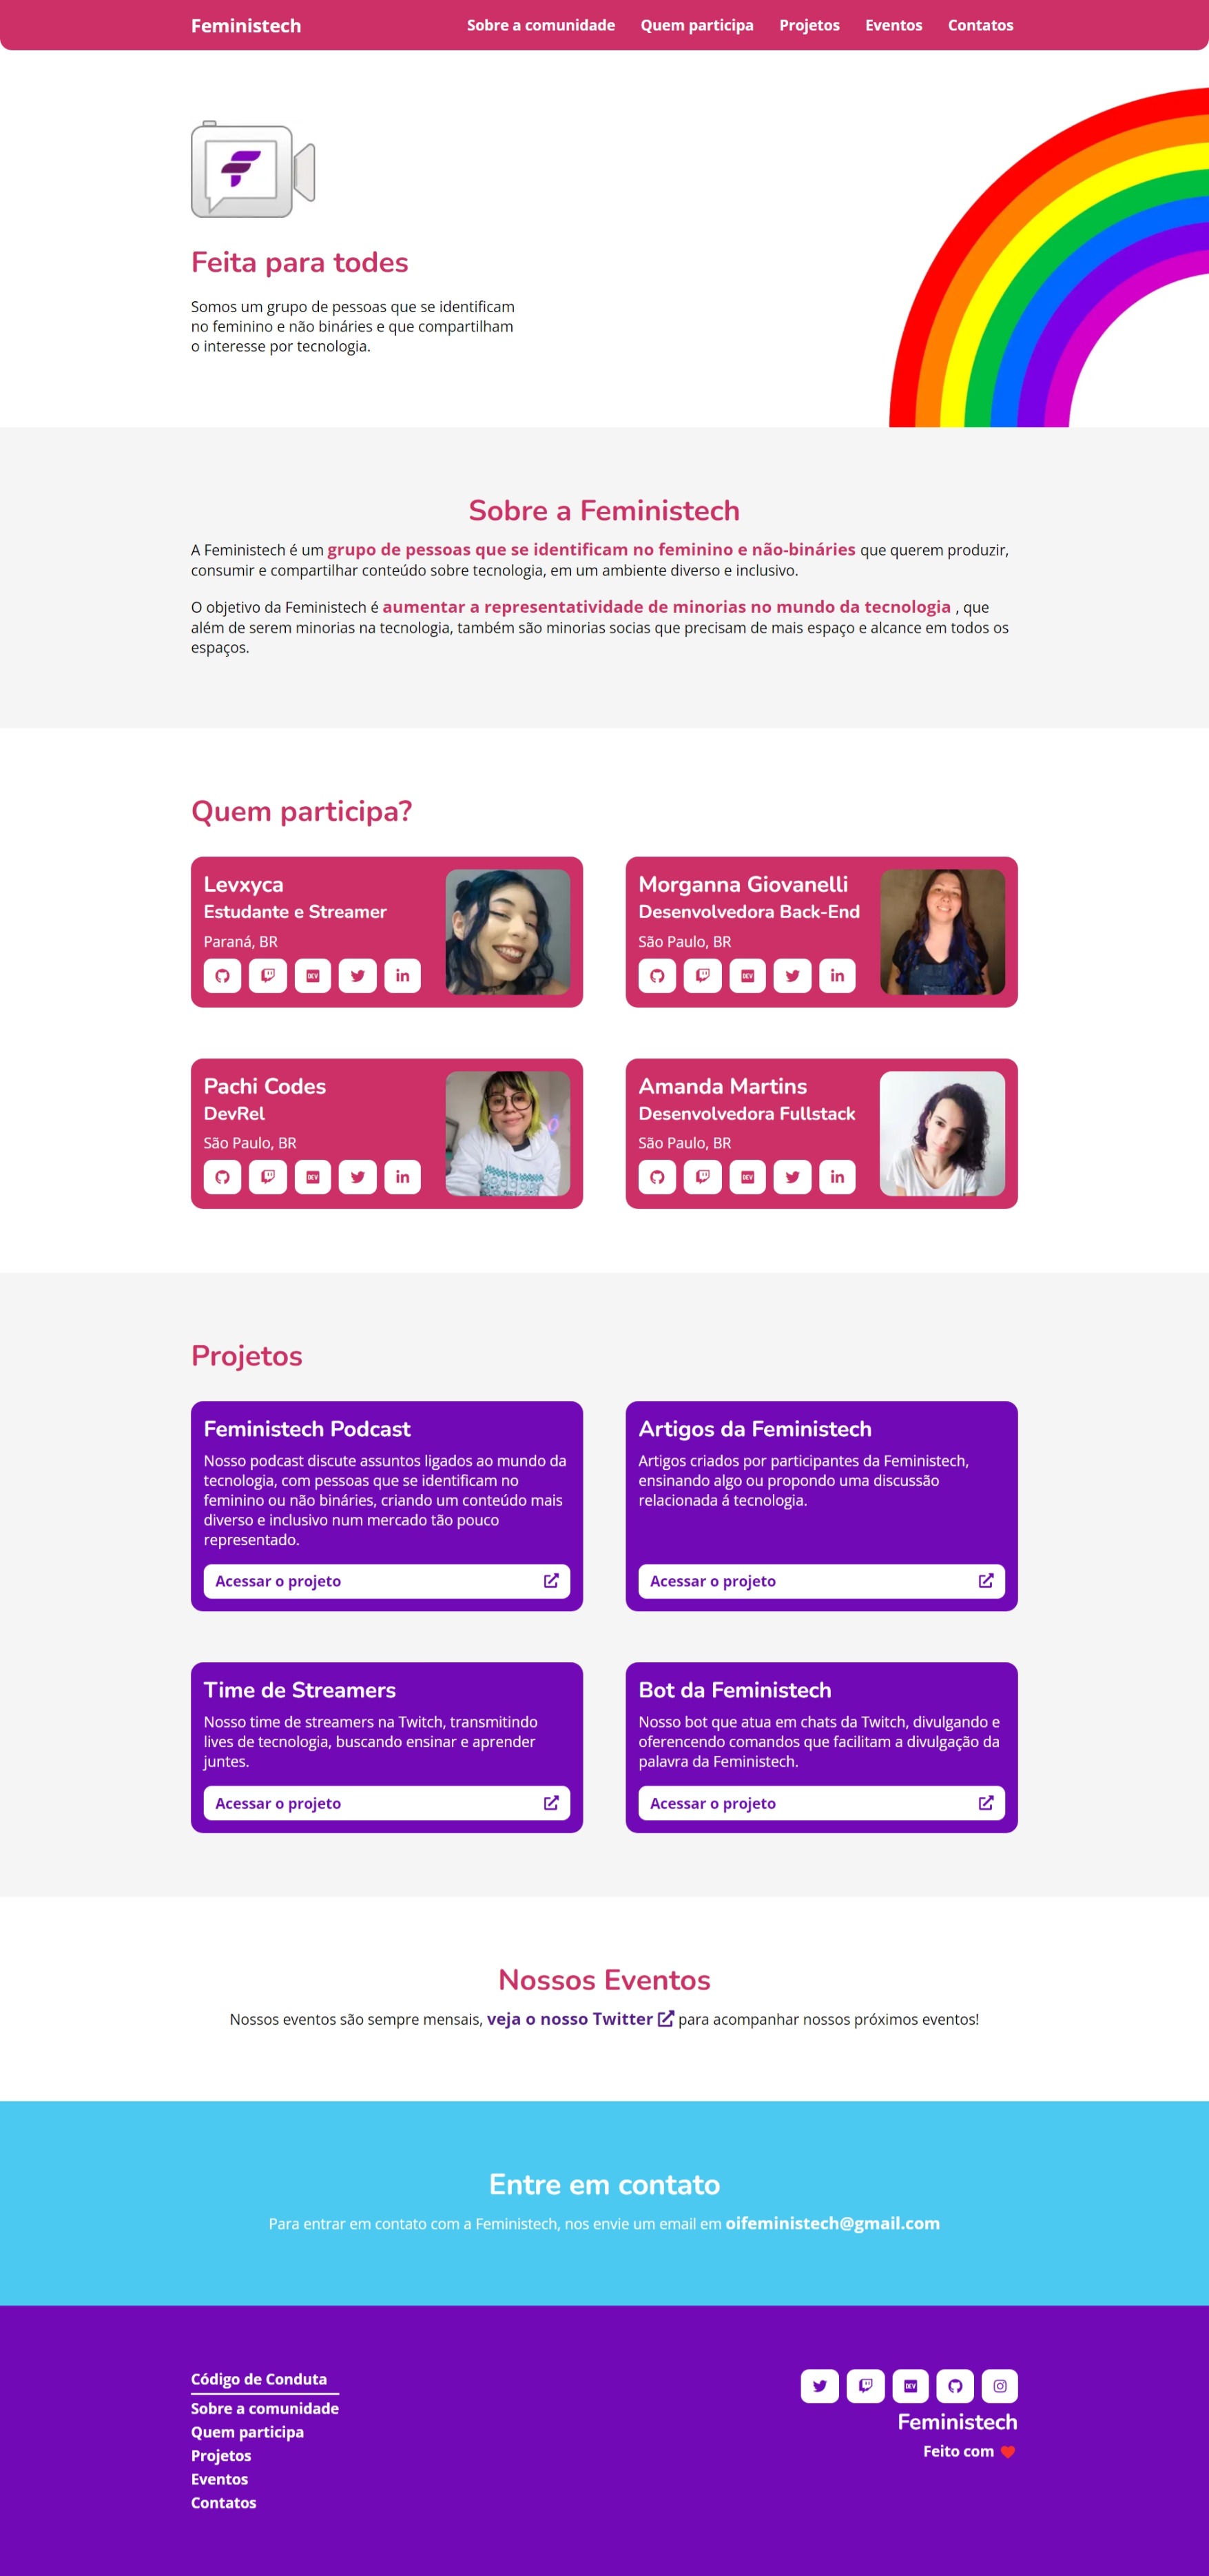 Feministech
Sobre a comunidade
Quem participa
Projetos
Eventos
Contatos
Feita para todes
Somos um grupo de pessoas que se identificam
no feminino e não bináries e que compartilham
o interesse por tecnologia.
Sobre a Feministech
A Feministech é um grupo de pessoas que se identificam no feminino e não-bináries que querem produzir,
consumir e compartilhar conteúdo sobre tecnologia, em um ambiente diverso e inclusivo.
O objetivo da Feministech é aumentar a representatividade de minorias no mundo da tecnologia , que
além de serem minorias na tecnologia, também são minorias socias que precisam de mais espaço e alcance em todos os
espaços.
Quem participa?
Levxyca
Estudante e Streamer
Paraná, BR
DEV
Morganna Giovanelli
Desenvolvedora Back-End
São Paulo, BR
DEV
Pachi Codes
DevRel
São Paulo, BR
DEV
Amanda Martins
Desenvolvedora Fullstack
São Paulo, BR
DEV
Projetos
Feministech Podcast
Nosso podcast discute assuntos ligados ao mundo da
tecnologia, com pessoas que se identificam no
feminino ou não bináries, criando um conteúdo mais
diverso e inclusivo num mercado tão pouco
representado.
Acessar o projeto
Artigos da Feministech
Artigos criados por participantes da Feministech,
ensinando algo ou propondo uma discussão
relacionada á tecnologia.
Acessar o projeto
Time de Streamers
Nosso time de streamers na Twitch, transmitindo
lives de tecnologia, buscando ensinar e aprender
juntes.
Acessar o projeto
Bot da Feministech
Nosso bot que atua em chats da Twitch, divulgando e
oferencendo comandos que facilitam a divulgação da
palavra da Feministech.
Acessar o projeto
Nossos Eventos
Nossos eventos são sempre mensais, veja o nosso Twitter para acompanhar nossos próximos eventos!
Entre em contato
Para entrar em contato com a Feministech, nos envie um email em oifeministech@gmail.com
Código de Conduta
Sobre a comunidade
Quem participa
Projetos
Eventos
Contatos
DEV
Feministech
Feito com